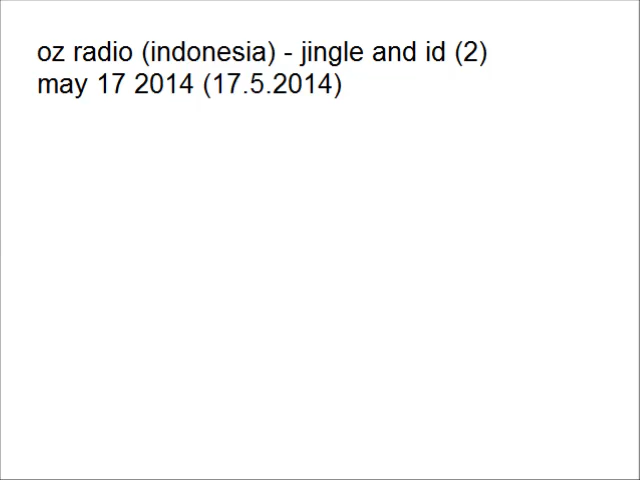 oz radio (indonesia) - jingle and id (2)
may 17 2014 (17.5.2014)